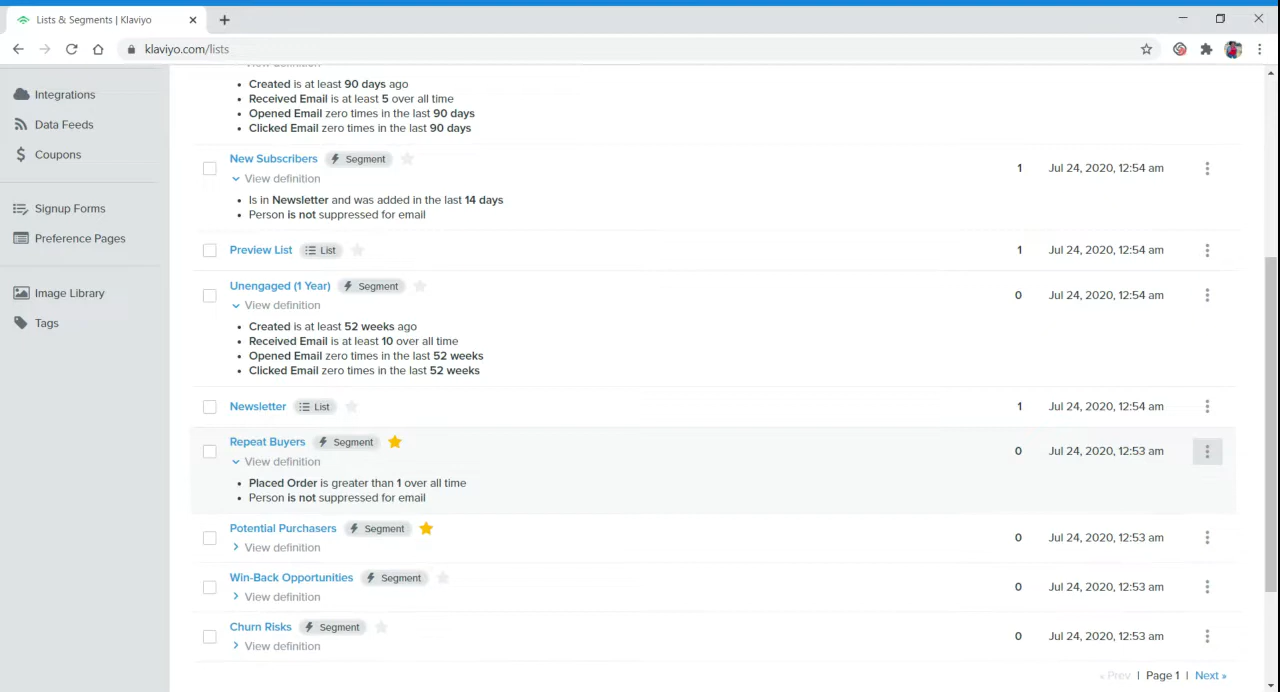 Lists & Segments | Klaviyo
klaviyo.com/lists
Integrations
Data Feeds
Coupons
Signup Forms
Preference Pages
Image Library
Tags
View definition
Created is at least 90 days ago
Received Email is at least 5 over all time
Opened Email zero times in the last 90 days
Clicked Email zero times in the last 90 days
New Subscribers Segment 1 Jul 24, 2020, 12:54 am
View definition
Is in Newsletter and was added in the last 14 days
Person is not suppressed for email
Preview List List 1 Jul 24, 2020, 12:54 am
Unengaged (1 Year) Segment 0 Jul 24, 2020, 12:54 am
View definition
Created is at least 52 weeks ago
Received Email is at least 10 over all time
Opened Email zero times in the last 52 weeks
Clicked Email zero times in the last 52 weeks
Newsletter List 1 Jul 24, 2020, 12:54 am
Repeat Buyers Segment 0 Jul 24, 2020, 12:53 am
View definition
Placed Order is greater than 1 over all time
Person is not suppressed for email
Potential Purchasers Segment 0 Jul 24, 2020, 12:53 am
View definition
Win-Back Opportunities Segment 0 Jul 24, 2020, 12:53 am
View definition
Churn Risks Segment 0 Jul 24, 2020, 12:53 am
View definition
« Prev | Page 1 | Next »